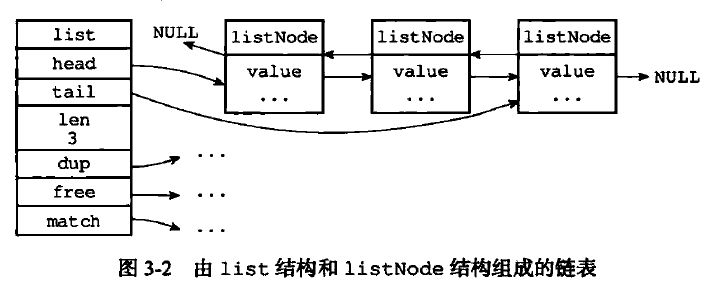 list
head
tail
len
3
dup
free
match
NULL
listNode
value
...
listNode
value
...
listNode
value
...
NULL
...
...
...
图 3-2 由 list 结构和 listNode 结构组成的链表